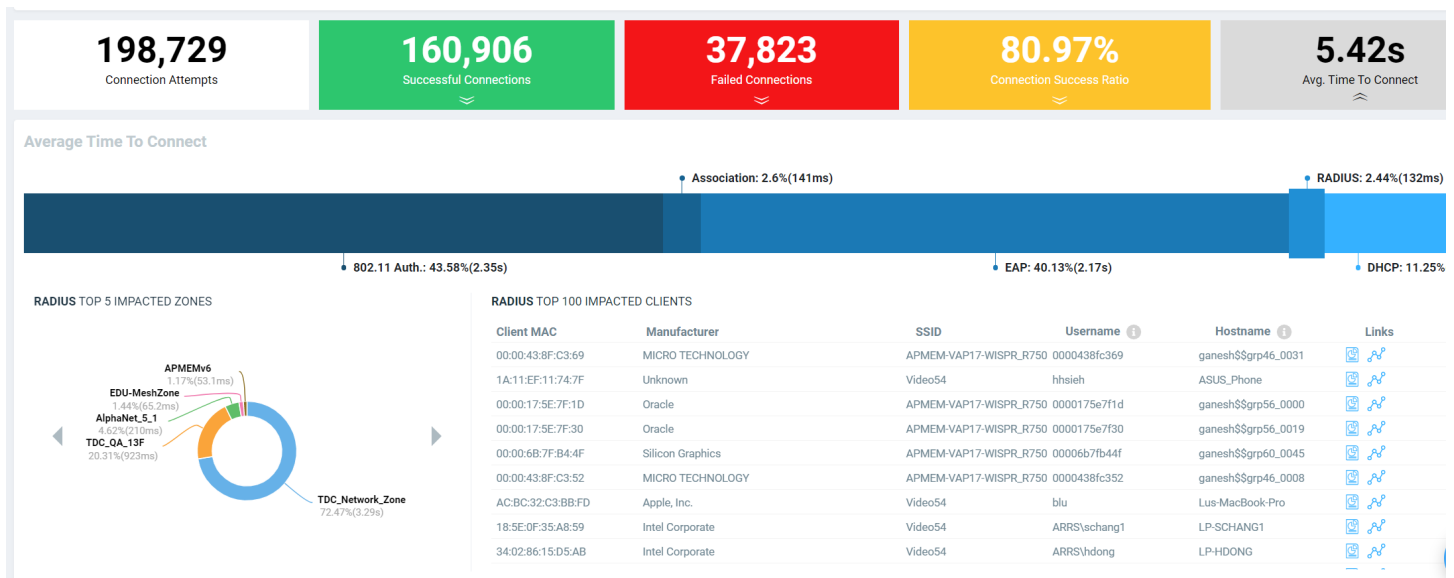 198,729
Connection Attempts
160,906
Successful Connections
37,823
Failed Connections
80.97%
Connection Success Ratio
5.42s
Avg. Time To Connect
Average Time To Connect
Association: 2.6%(141ms)
RADIUS: 2.44%(132ms)
802.11 Auth.: 43.58%(2.35s)
EAP: 40.13%(2.17s)
DHCP: 11.25%
RADIUS TOP 5 IMPACTED ZONES
APMEMv6
1.17%(53.1ms)
EDU-MeshZone
1.44%(65.2ms)
AlphaNet_5_1
4.62%(210ms)
TDC_QA_13F
20.31%(923ms)
TDC_Network_Zone
72.47%(3.29s)
RADIUS TOP 100 IMPACTED CLIENTS
Client MAC Manufacturer SSID Username Hostname Links
00:00:43:8F:C3:69 MICRO TECHNOLOGY APMEM-VAP17-WISPR_R750 0000438fc369 ganesh$$grp46_0031
1A:11:EF:11:74:7F Unknown Video54 hhsieh ASUS_Phone
00:00:17:5E:7F:1D Oracle APMEM-VAP17-WISPR_R750 0000175e7f1d ganesh$$grp56_0000
00:00:17:5E:7F:30 Oracle APMEM-VAP17-WISPR_R750 0000175e7f30 ganesh$$grp56_0019
00:00:6B:7F:B4:4F Silicon Graphics APMEM-VAP17-WISPR_R750 00006b7fb44f ganesh$$grp60_0045
00:00:43:8F:C3:52 MICRO TECHNOLOGY APMEM-VAP17-WISPR_R750 0000438fc352 ganesh$$grp46_0008
AC:BC:32:C3:BB:FD Apple, Inc. Video54 blu Lus-MacBook-Pro
18:5E:0F:35:A8:59 Intel Corporate Video54 ARRS\schang1 LP-SCHANG1
34:02:86:15:D5:AB Intel Corporate Video54 ARRS\hdong LP-HDONG